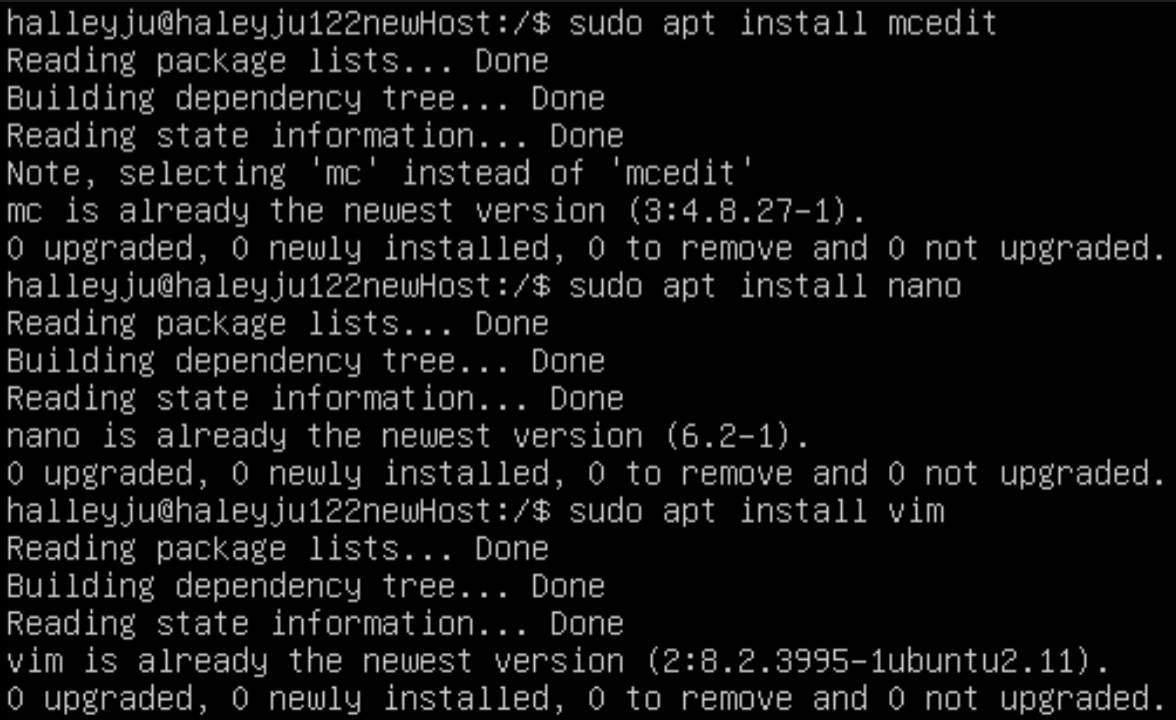 halleyju@haleyju122newHost:/$ sudo apt install mcedit
Reading package lists... Done
Building dependency tree... Done
Reading state information... Done
Note, selecting 'mc' instead of 'mcedit'
mc is already the newest version (3:4.8.27-1).
0 upgraded, 0 newly installed, 0 to remove and 0 not upgraded.
halleyju@haleyju122newHost:/$ sudo apt install nano
Reading package lists... Done
Building dependency tree... Done
Reading state information... Done
nano is already the newest version (6.2-1).
0 upgraded, 0 newly installed, 0 to remove and 0 not upgraded.
halleyju@haleyju122newHost:/$ sudo apt install vim
Reading package lists... Done
Building dependency tree... Done
Reading state information... Done
vim is already the newest version (2:8.2.3995-1ubuntu2.11).
0 upgraded, 0 newly installed, 0 to remove and 0 not upgraded.